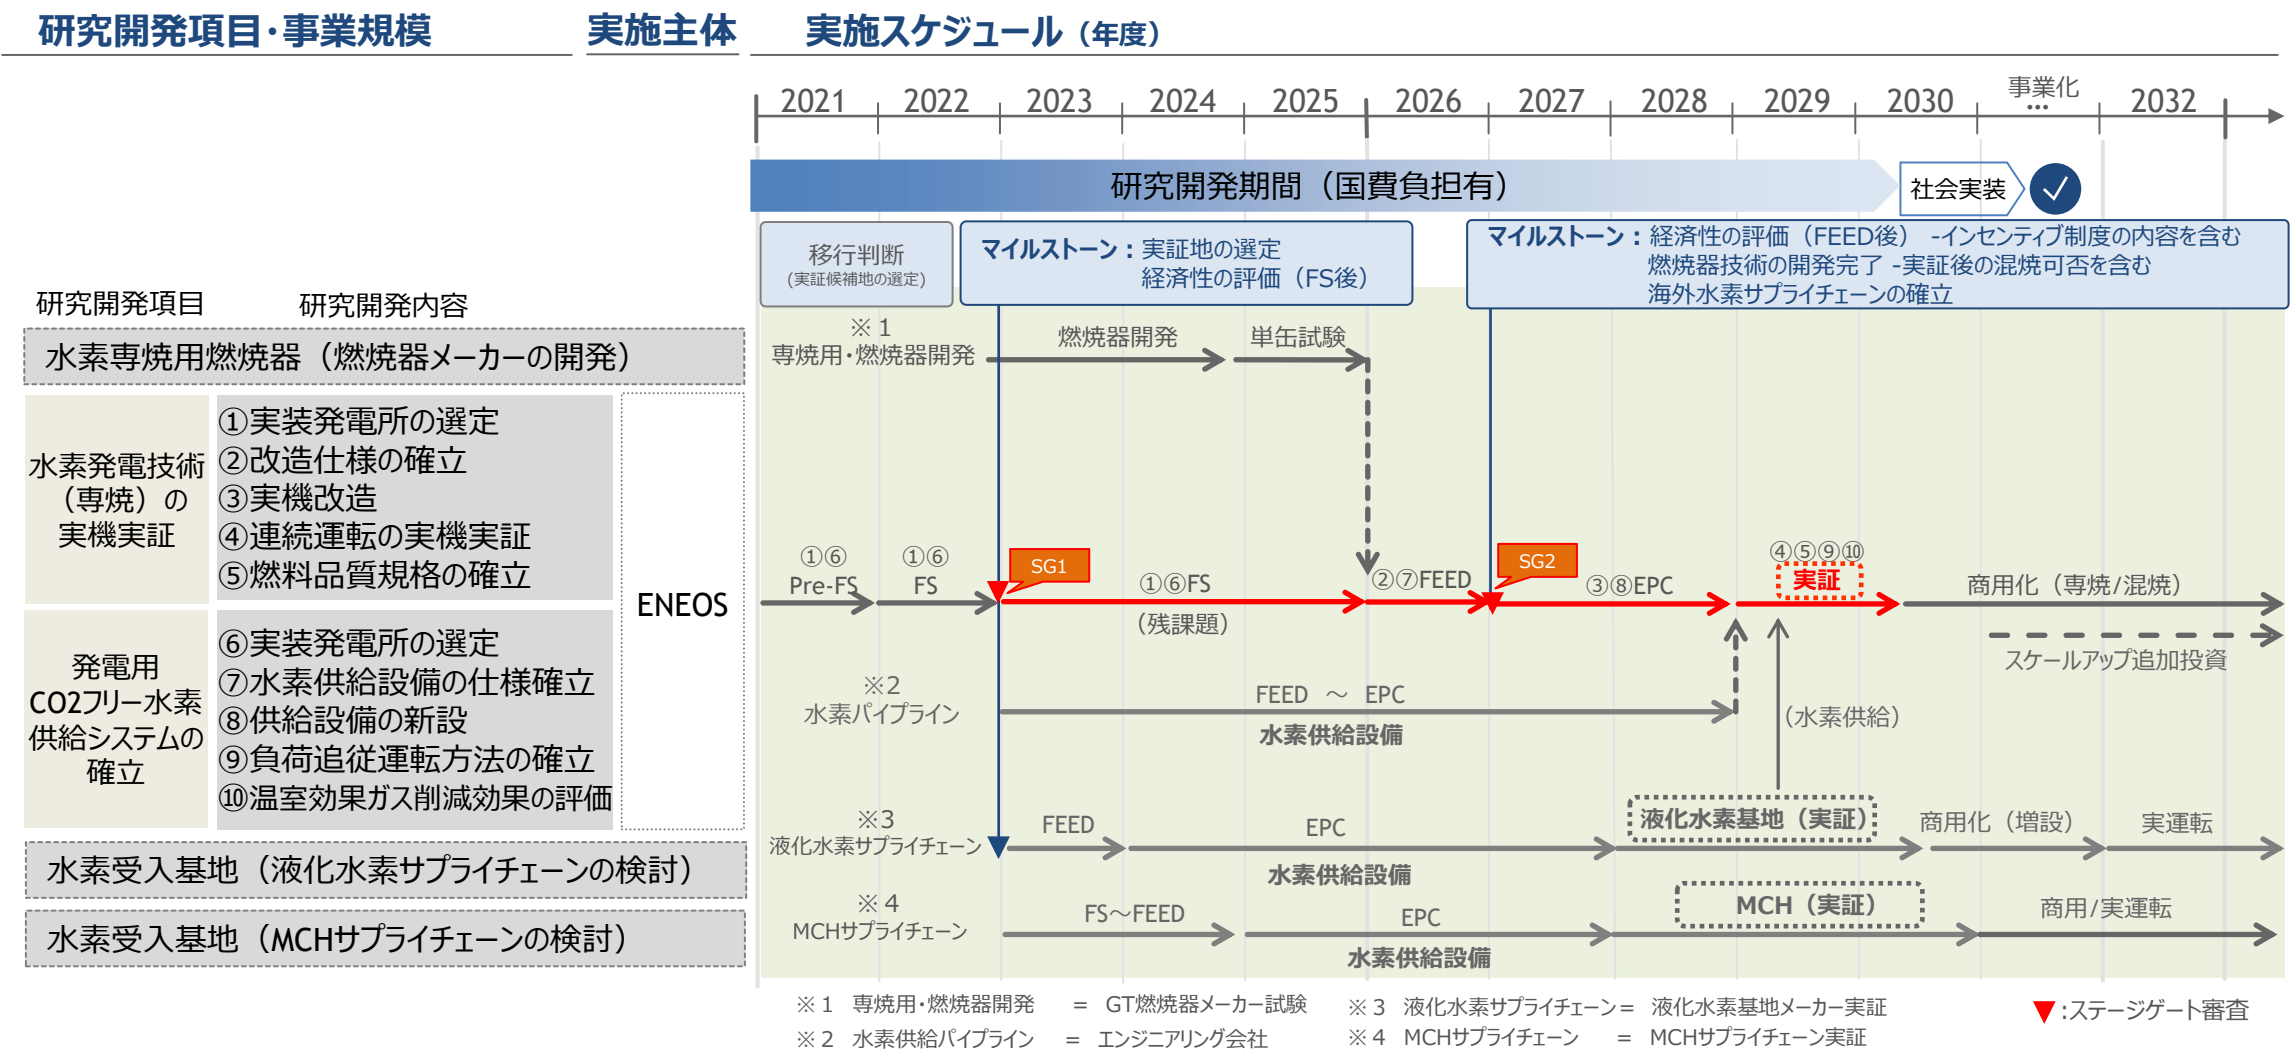 研究開発項目・事業規模
実施主体
実施スケジュール（年度）
2021 2022 2023 2024 2025 2026 2027 2028 2029 2030 事業化 … 2032
研究開発期間（国費負担有）
社会実装
移行判断
(実証候補地の選定)
マイルストーン：実証地の選定
経済性の評価（FS後）
マイルストーン：経済性の評価（FEED後） -インセンティブ制度の内容を含む
燃焼器技術の開発完了 -実証後の混焼可否を含む
海外水素サプライチェーンの確立
研究開発項目
研究開発内容
水素専焼用燃焼器（燃焼器メーカーの開発）
※１
専焼用・燃焼器開発
燃焼器開発
単缶試験
水素発電技術
（専焼）の
実機実証
①実装発電所の選定
②改造仕様の確立
③実機改造
④連続運転の実機実証
⑤燃料品質規格の確立
発電用
CO2フリー水素
供給システムの
確立
⑥実装発電所の選定
⑦水素供給設備の仕様確立
⑧供給設備の新設
⑨負荷追従運転方法の確立
⑩温室効果ガス削減効果の評価
ENEOS
①⑥
Pre-FS
①⑥
FS
SG1
①⑥FS
（残課題）
②⑦FEED
SG2
③⑧EPC
④⑤⑨⑩
実証
商用化（専焼/混焼）
スケールアップ追加投資
※2
水素パイプライン
FEED ～ EPC
水素供給設備
（水素供給）
水素受入基地（液化水素サプライチェーンの検討）
※3
液化水素サプライチェーン
FEED
EPC
水素供給設備
液化水素基地（実証）
商用化（増設）
実運転
水素受入基地（MCHサプライチェーンの検討）
※４
MCHサプライチェーン
FS～FEED
EPC
水素供給設備
MCH（実証）
商用/実運転
※１ 専焼用・燃焼器開発 = GT燃焼器メーカー試験
※２ 水素供給パイプライン = エンジニアリング会社
※３ 液化水素サプライチェーン= 液化水素基地メーカー実証
※４ MCHサプライチェーン = MCHサプライチェーン実証
▼:ステージゲート審査